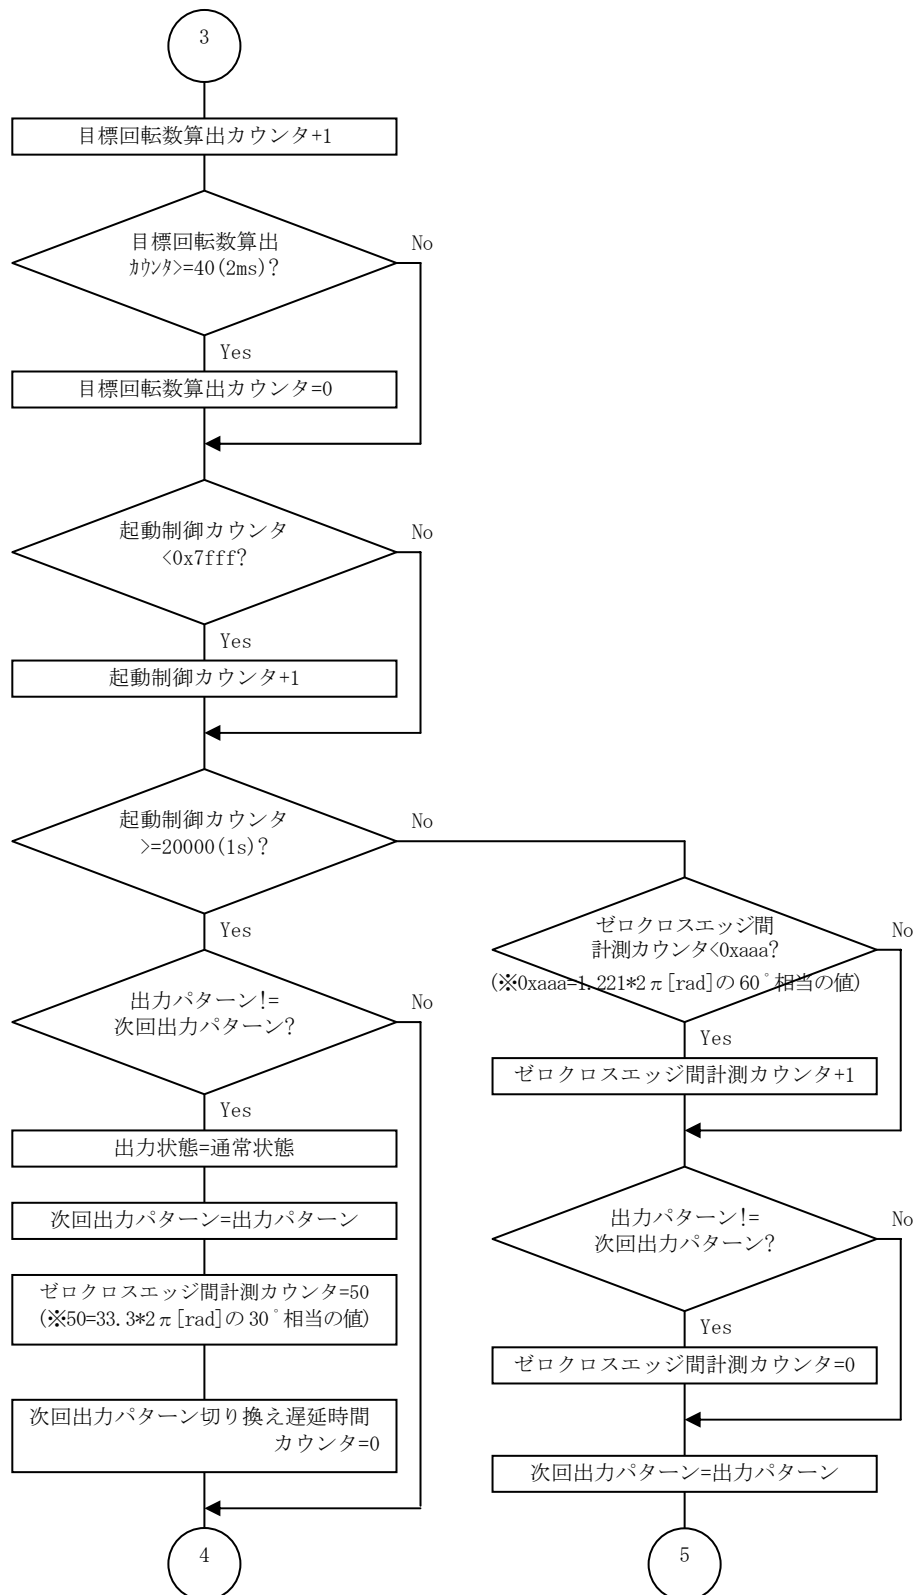 3
目標回転数算出カウンタ+1
目標回転数算出
ｶｳﾝﾀ>=40(2ms)?
No
Yes
目標回転数算出カウンタ=0
起動制御カウンタ
<0x7fff?
No
Yes
起動制御カウンタ+1
起動制御カウンタ
>=20000(1s)?
No
Yes
出力パターン!=
次回出力パターン?
No
Yes
出力状態=通常状態
次回出力パターン=出力パターン
ゼロクロスエッジ間計測カウンタ=50
(※50=33.3*2π[rad]の30°相当の値)
次回出力パターン切り換え遅延時間
カウンタ=0
4
ゼロクロスエッジ間
計測カウンタ<0xaaa?
(※0xaaa=1.221*2π[rad]の60°相当の値)
No
Yes
ゼロクロスエッジ間計測カウンタ+1
出力パターン!=
次回出力パターン?
No
Yes
ゼロクロスエッジ間計測カウンタ=0
次回出力パターン=出力パターン
5